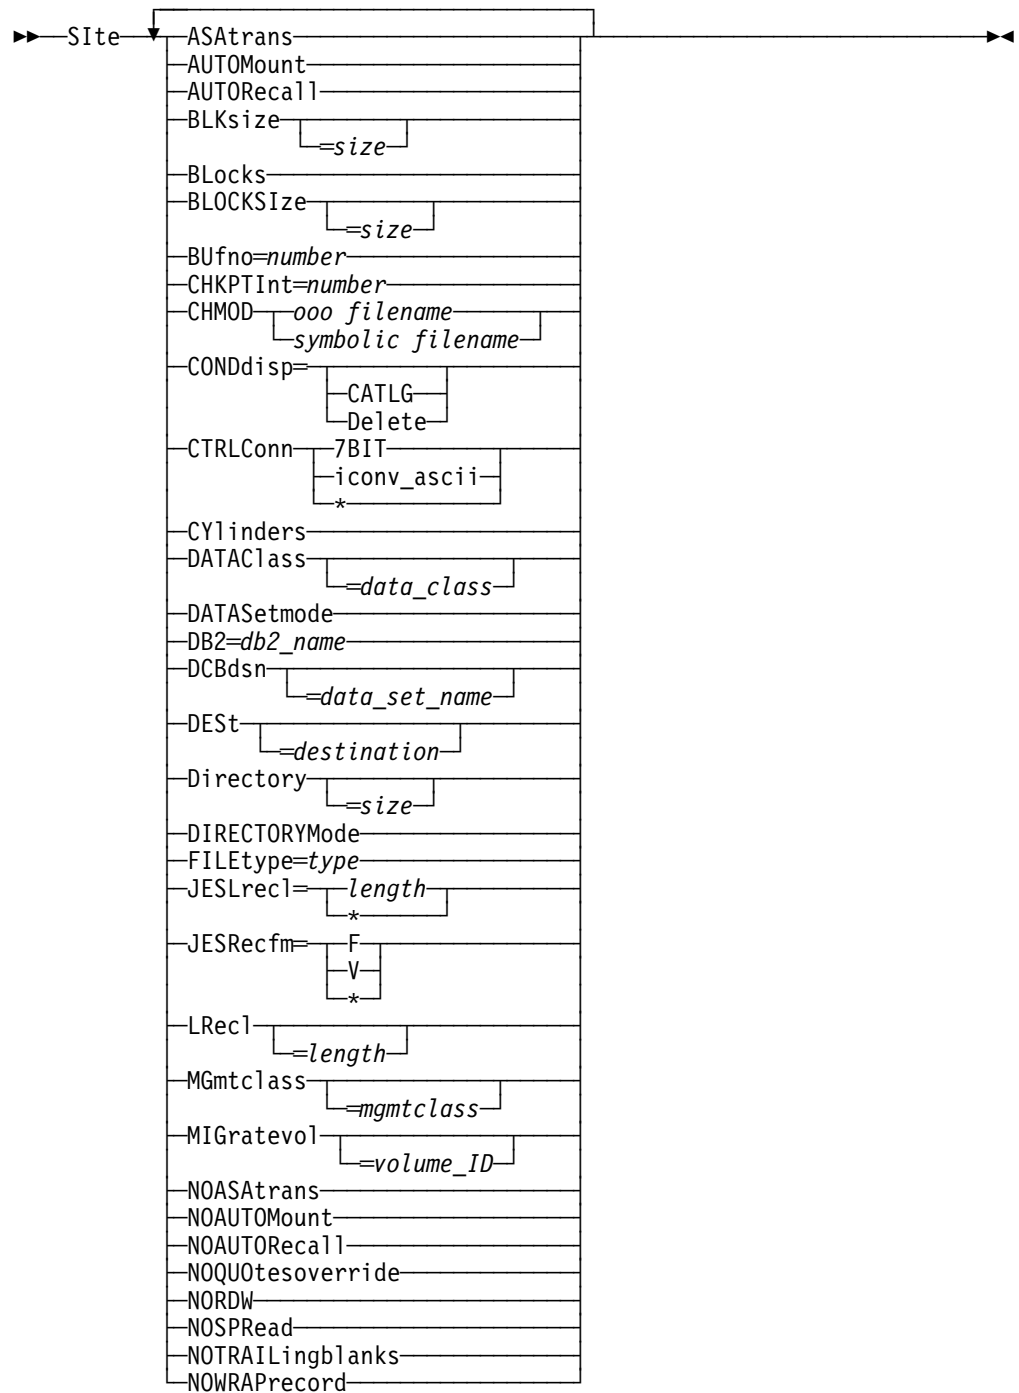 SIte ASAtrans
AUTOMount
AUTORecall
BLKsize
=size
BLocks
BLOCKSIze
=size
BUfno=number
CHKPTInt=number
CHMOD ooo filename
symbolic filename
CONDdisp=
CATLG
Delete
CTRLConn 7BIT
iconv_ascii
*
CYlinders
DATAClass
=data_class
DATASetmode
DB2=db2_name
DCBdsn
=data_set_name
DESt
=destination
Directory
=size
DIRECTORYMode
FILEtype=type
JESLrecl= length
*
JESRecfm= F
V
*
LRecl
=length
MGmtclass
=mgmtclass
MIGratevol
=volume_ID
NOASAtrans
NOAUTOMount
NOAUTORecall
NOQUOtesoverride
NORDW
NOSPRead
NOTRAILingblanks
NOWRAPrecord